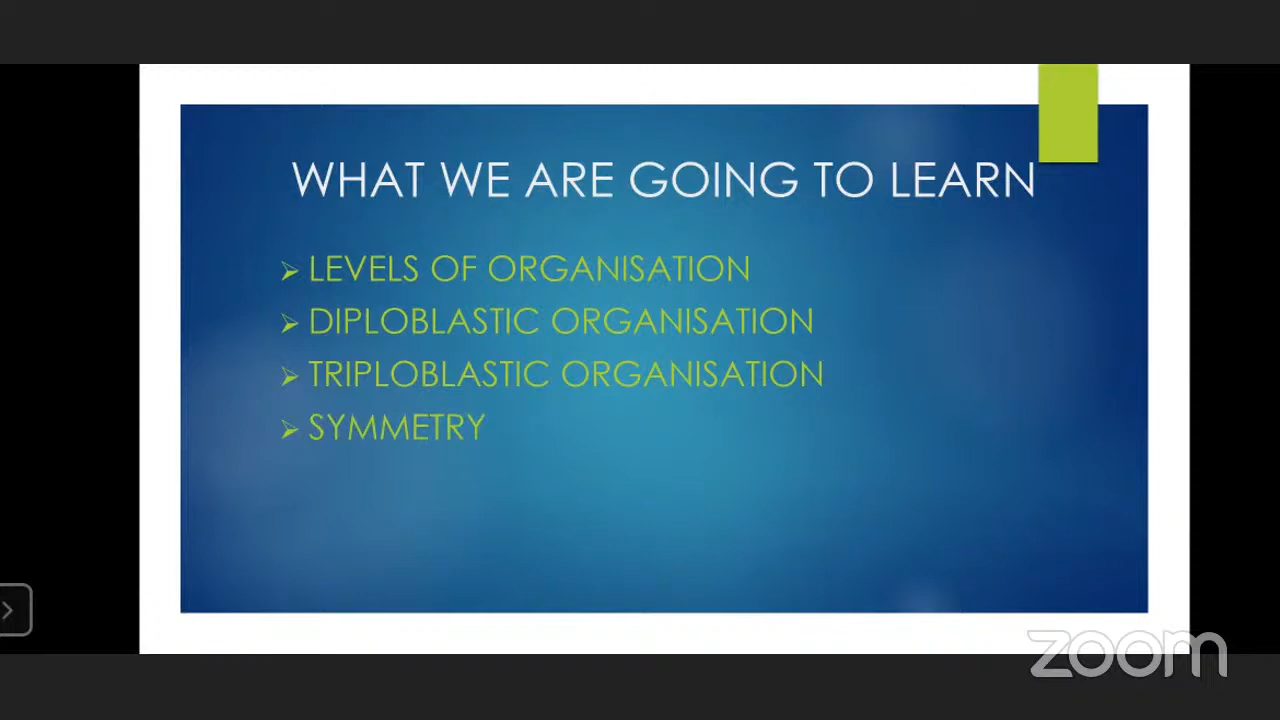 WHAT WE ARE GOING TO LEARN
LEVELS OF ORGANISATION
DIPLOBLASTIC ORGANISATION
TRIPLOBLASTIC ORGANISATION
SYMMETRY
zoom